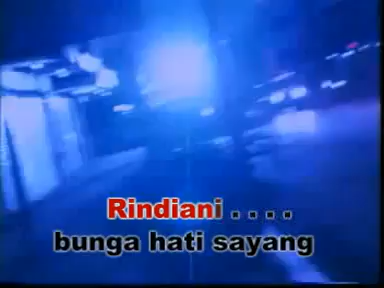 Rindiani . . . .
bunga hati sayang